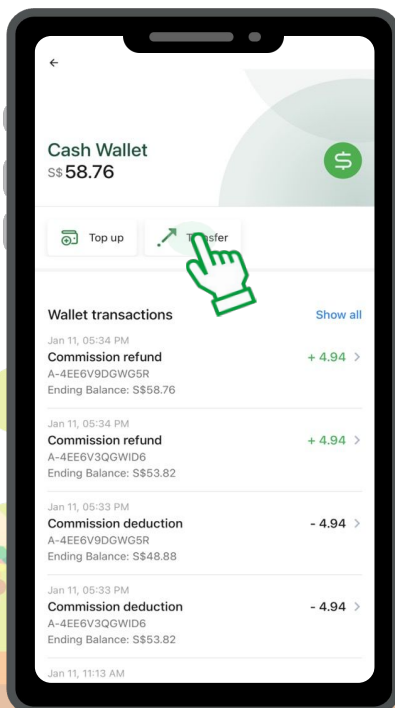 Cash Wallet
S$ 58.76
Top up
Wallet transactions Show all
Jan 11, 05:34 PM
Commission refund + 4.94
A-4EE6V9DGWG5R
Ending Balance: S$58.76
Jan 11, 05:34 PM
Commission refund + 4.94
A-4EE6V3QGWID6
Ending Balance: S$53.82
Jan 11, 05:33 PM
Commission deduction - 4.94
A-4EE6V9DGWG5R
Ending Balance: S$48.88
Jan 11, 05:33 PM
Commission deduction - 4.94
A-4EE6V3QGWID6
Ending Balance: S$53.82
Jan 11, 11:13 AM